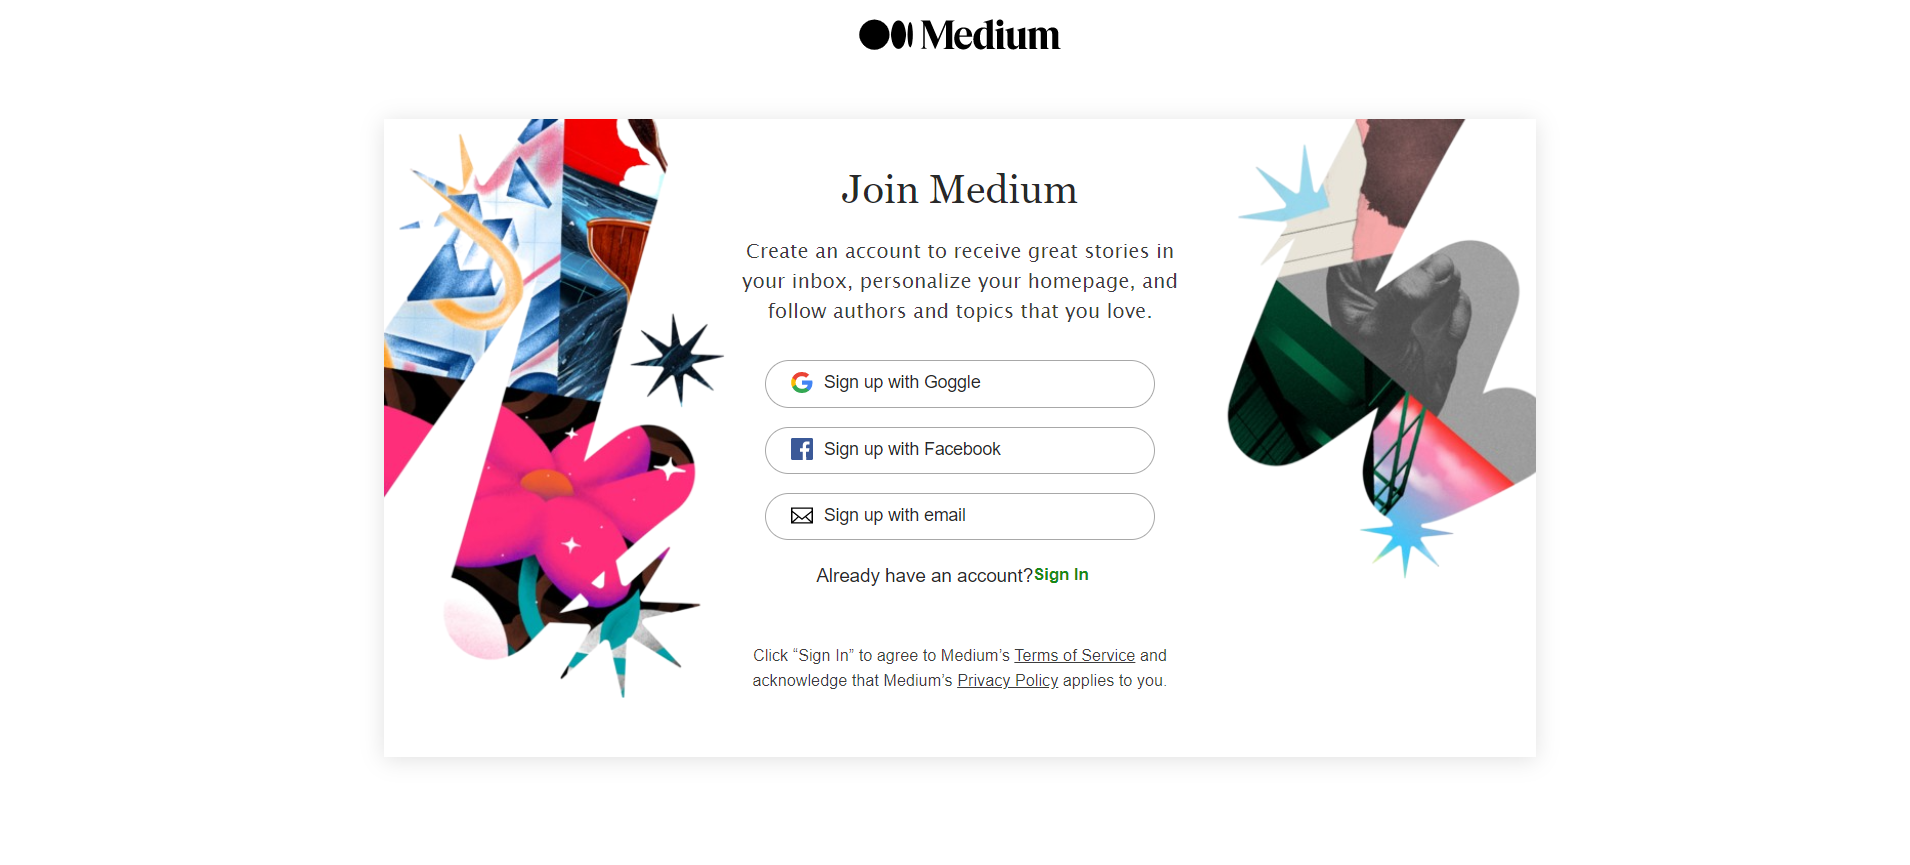 Medium
Join Medium
Create an account to receive great stories in
your inbox, personalize your homepage, and
follow authors and topics that you love.
Sign up with Goggle
Sign up with Facebook
Sign up with email
Already have an account?Sign In
Click “Sign In” to agree to Medium’s Terms of Service and
acknowledge that Medium’s Privacy Policy applies to you.